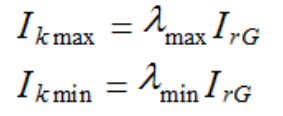 I_{k max} = λ_{max} I_{rG}
I_{k min} = λ_{min} I_{rG}